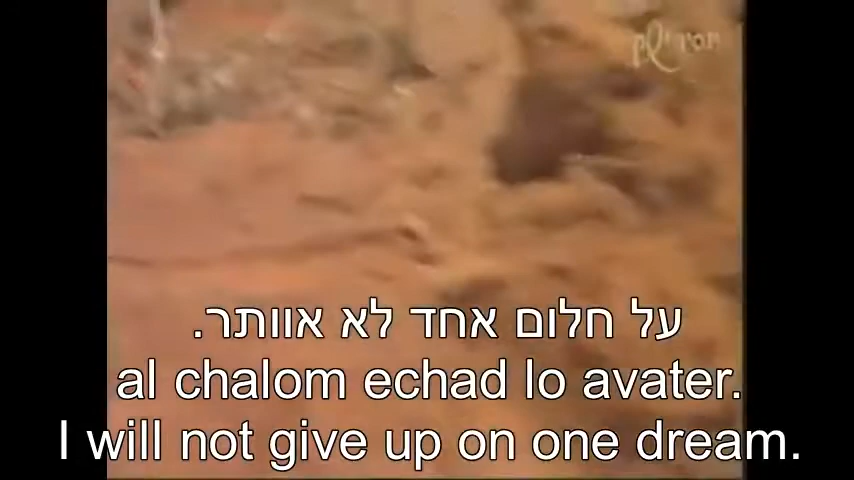 על חלום אחד לא אוותר.
al chalom echad lo avater.
I will not give up on one dream.